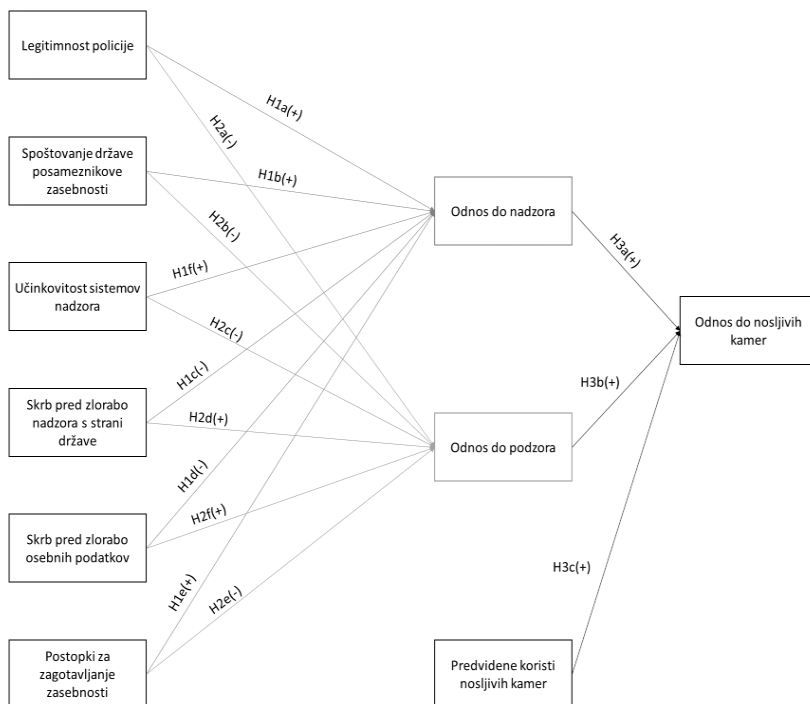 Legitimnost policije
Spoštovanje države
posameznikove
zasebnosti
Učinkovitost sistemov
nadzora
Skrb pred zlorabo
nadzora s strani
države
Skrb pred zlorabo
osebnih podatkov
Postopki za
zagotavljanje
zasebnosti
H1a(+)
H2a(-)
H1b(+)
H2b(-)
H1f(+)
H2c(-)
H1c(-)
H2d(+)
H1d(-)
H2f(+)
H1e(+)
H2e(-)
Odnos do nadzora
Odnos do podzora
Predvidene koristi
nosljivih kamer
H3a(+)
H3b(+)
H3c(+)
Odnos do nosljivih
kamer